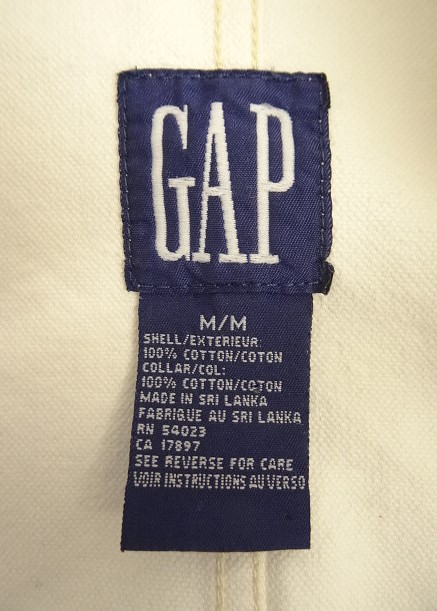 GAP
M/M
SHELL/EXTERIEUR:
100% COTTON/COTON
COLLAR/COL:
100% COTTON/COTON
MADE IN SRI LANKA
FABRIQUE AU SRI LANKA
RN 54023
CA 17897
SEE REVERSE FOR CARE
VOIR INSTRUCTIONS AU VERSO